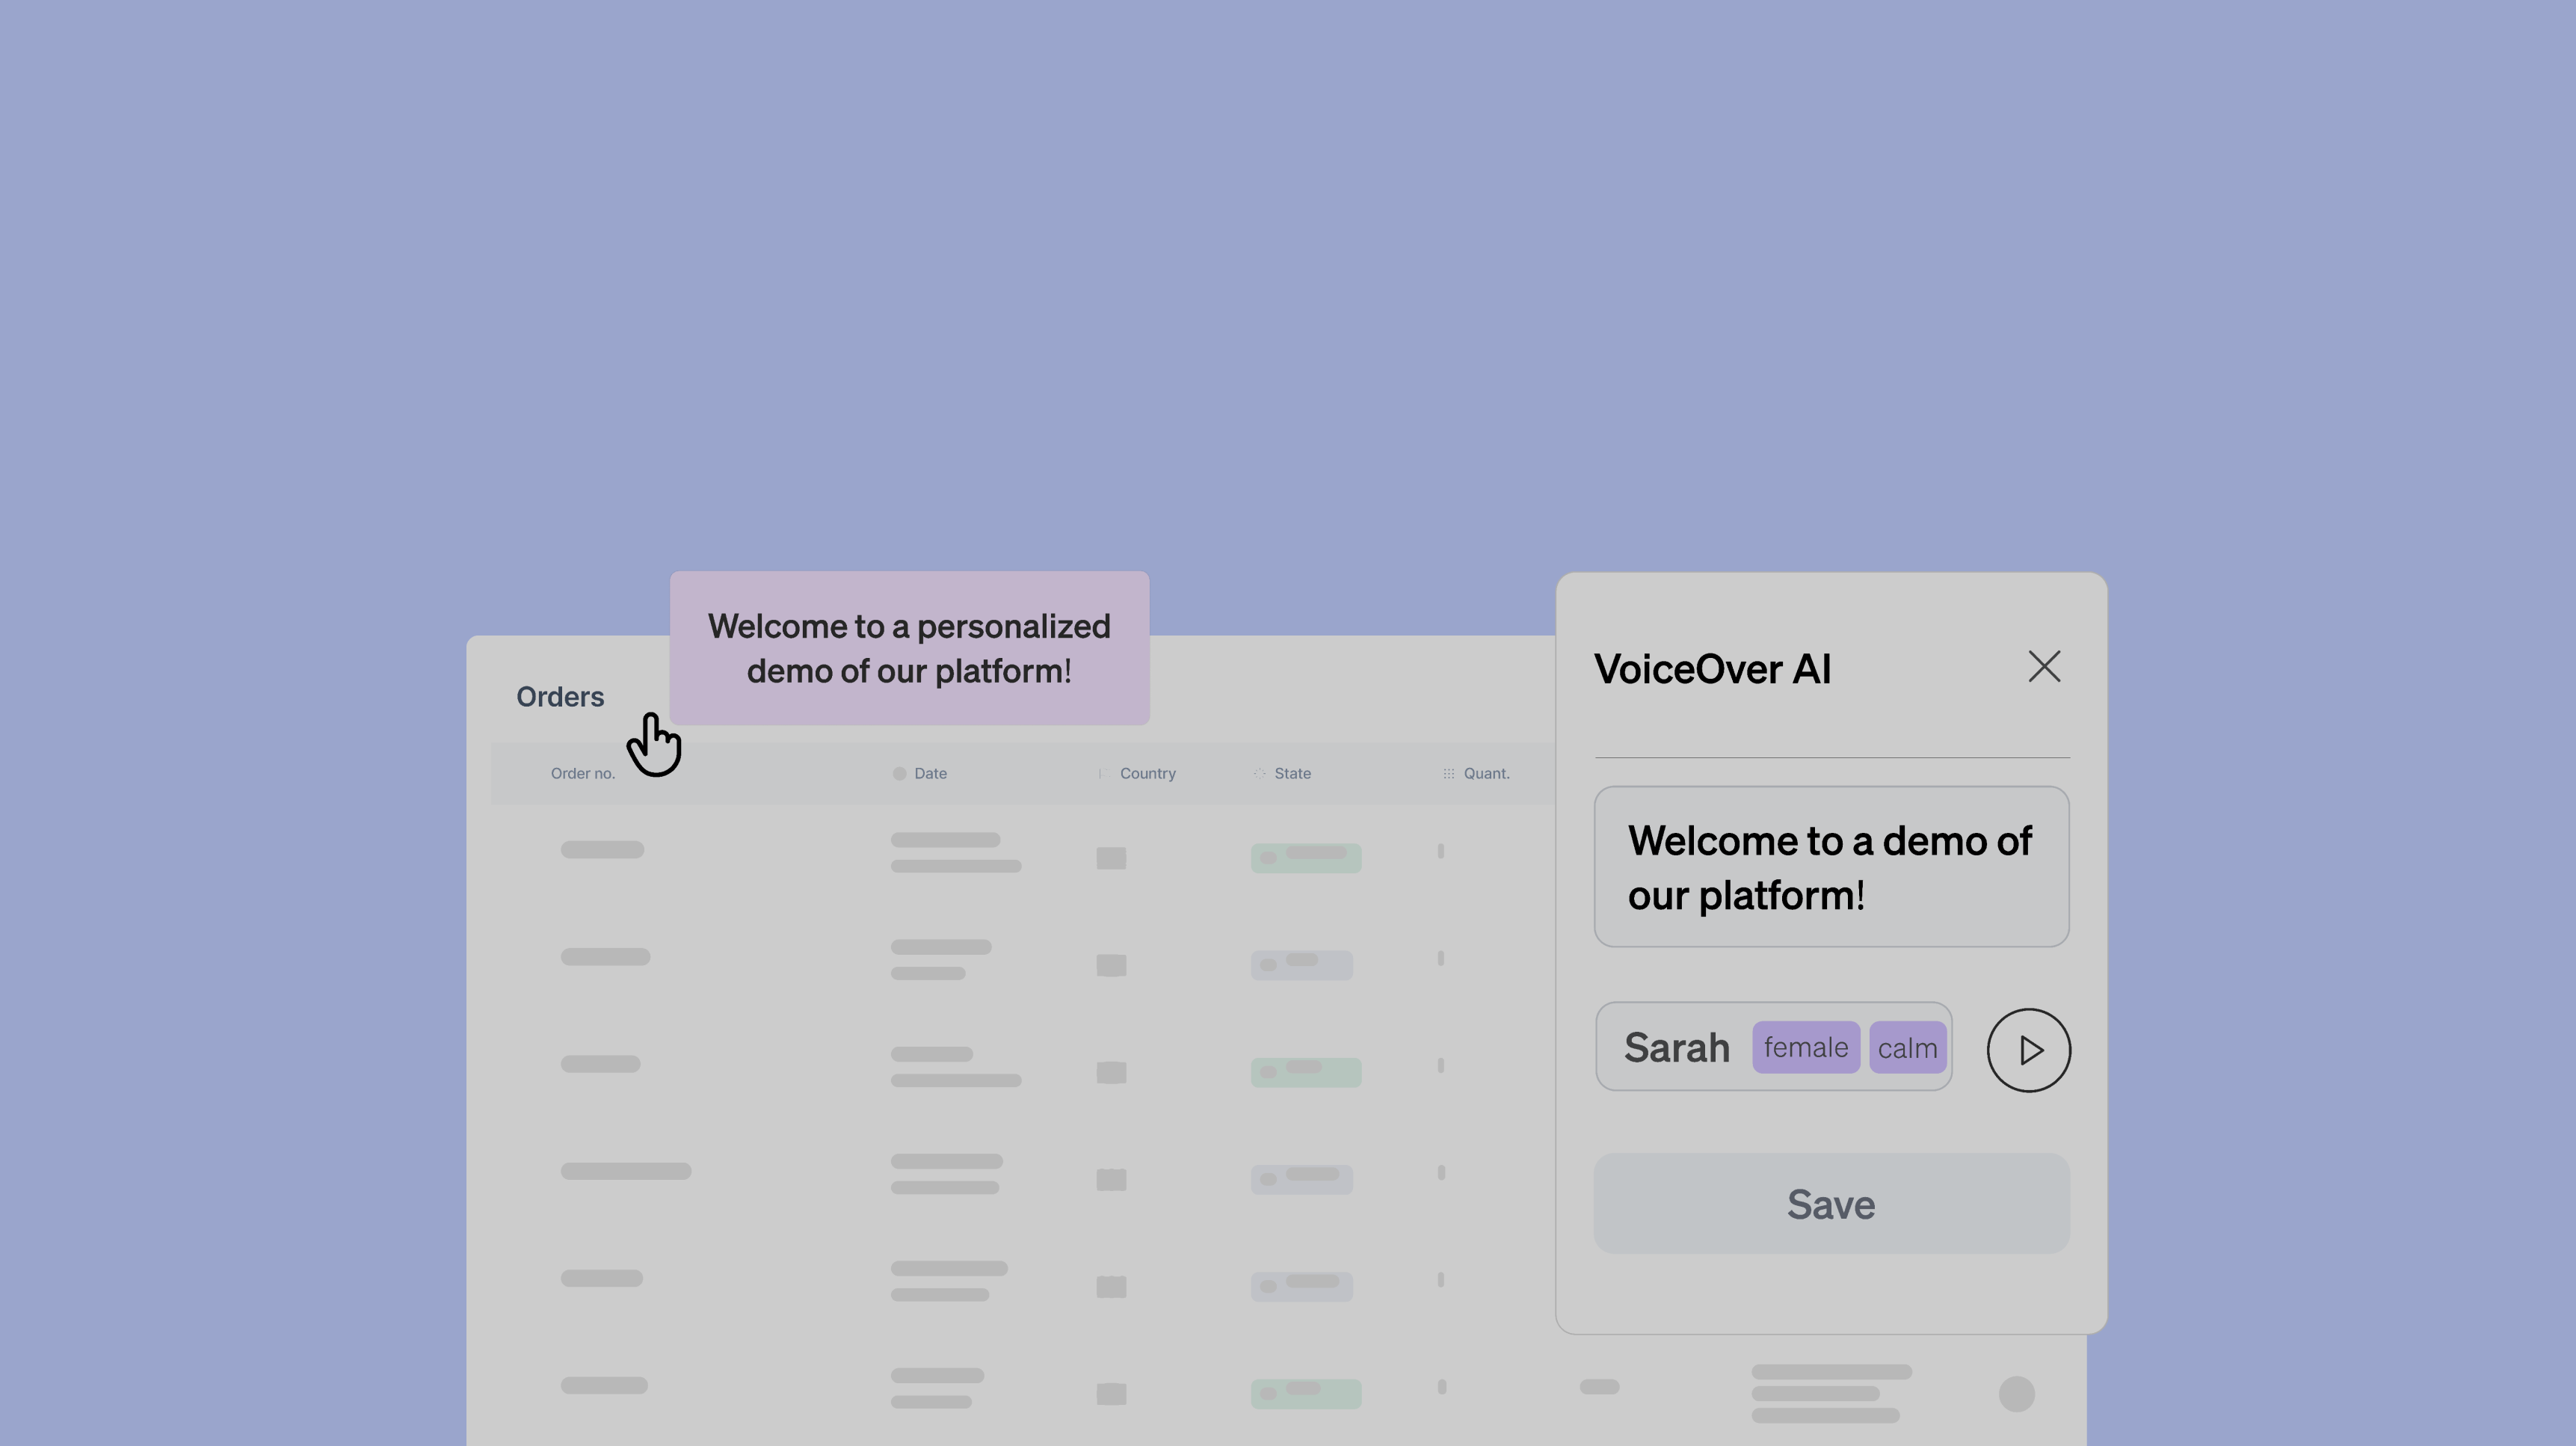 Welcome to a personalized
demo of our platform!
Orders
Order no. Date Country State Quant.
VoiceOver AI
Welcome to a demo of
our platform!
Sarah female calm
Save